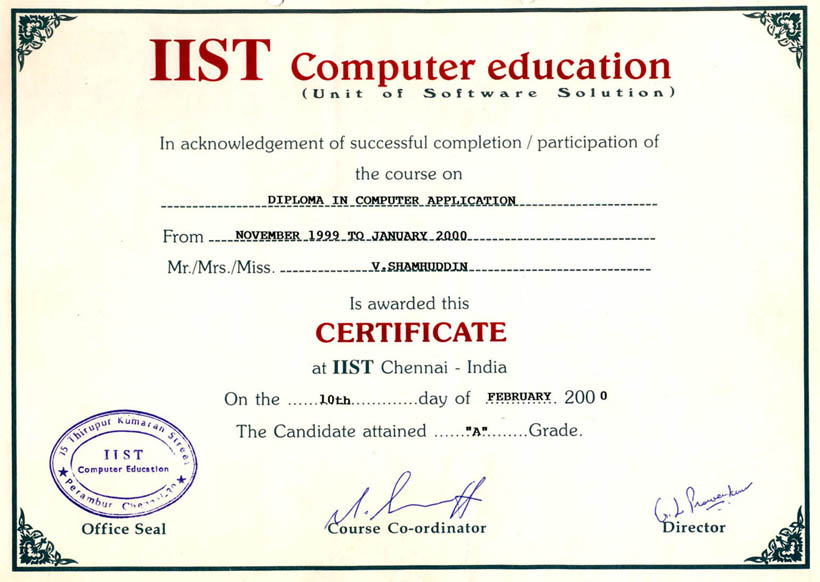 IIST Computer education
(Unit of Software Solution)
In acknowledgement of successful completion / participation of
the course on
DIPLOMA IN COMPUTER APPLICATION
From NOVEMBER 1999 TO JANUARY 2000
Mr./Mrs./Miss. V.SHAMHUDDIN
Is awarded this
CERTIFICATE
at IIST Chennai - India
On the ......10th.............day of FEBRUARY. 2000
The Candidate attained ......"A"........Grade.
15 Thirupur Kumaran Street
IIST
Computer Education
Perambur
Office Seal
Course Co-ordinator
Director